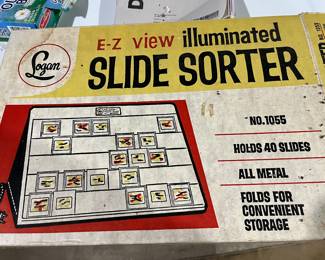 Logan
E-Z view illuminated
SLIDE SORTER
NO.1055
HOLDS 40 SLIDES
ALL METAL
FOLDS FOR
CONVENIENT
STORAGE